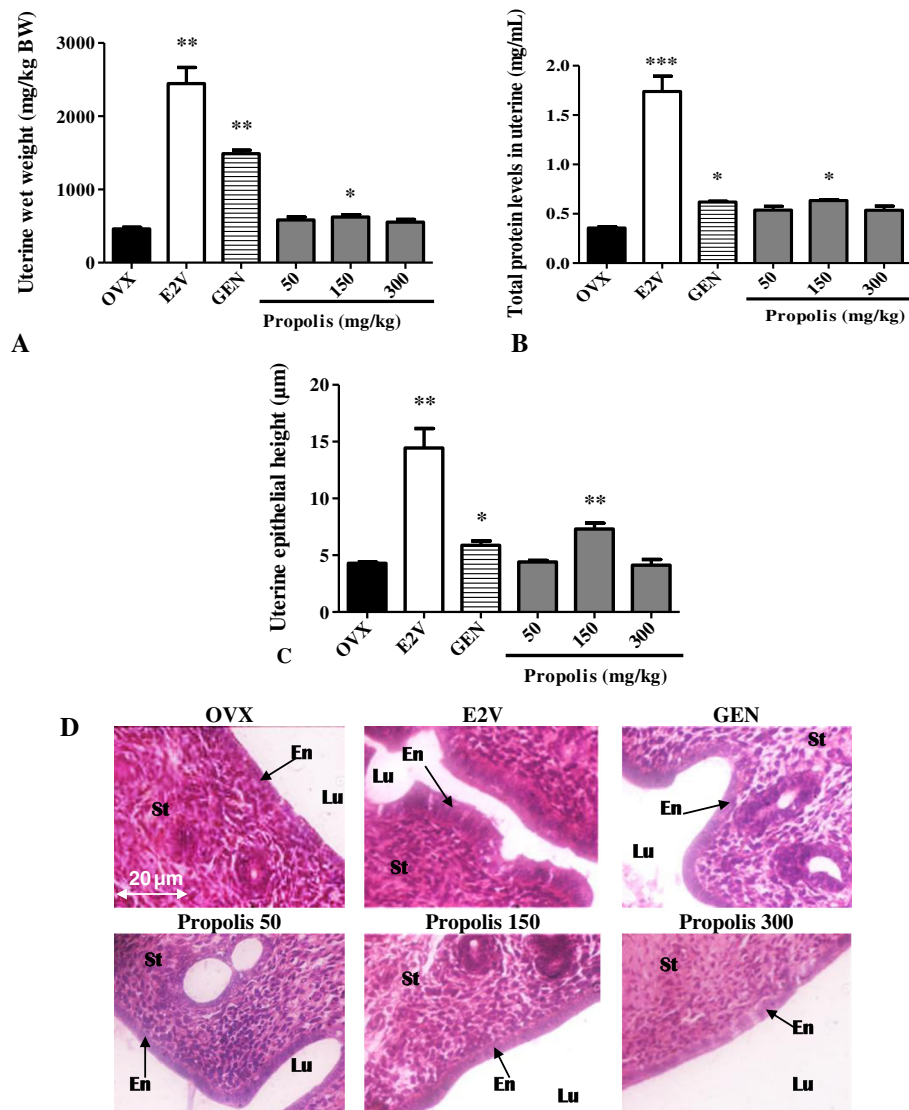 Uterine wet weight (mg/kg BW)
3000
2000
1000
0
**
**
*
OVX
E2V
GEN
50
150
300
Propolis (mg/kg)
A
Total protein levels in uterine (mg/mL)
2.0
1.5
1.0
0.5
0.0
***
*
*
OVX
E2V
GEN
50
150
300
Propolis (mg/kg)
B
Uterine epithelial height (µm)
20
15
10
5
0
**
*
**
OVX
E2V
GEN
50
150
300
Propolis (mg/kg)
C
D
OVX
En
Lu
St
20 µm
E2V
En
Lu
St
GEN
St
En
Lu
Propolis 50
St
En
Lu
Propolis 150
St
En
Lu
Propolis 300
St
En
Lu